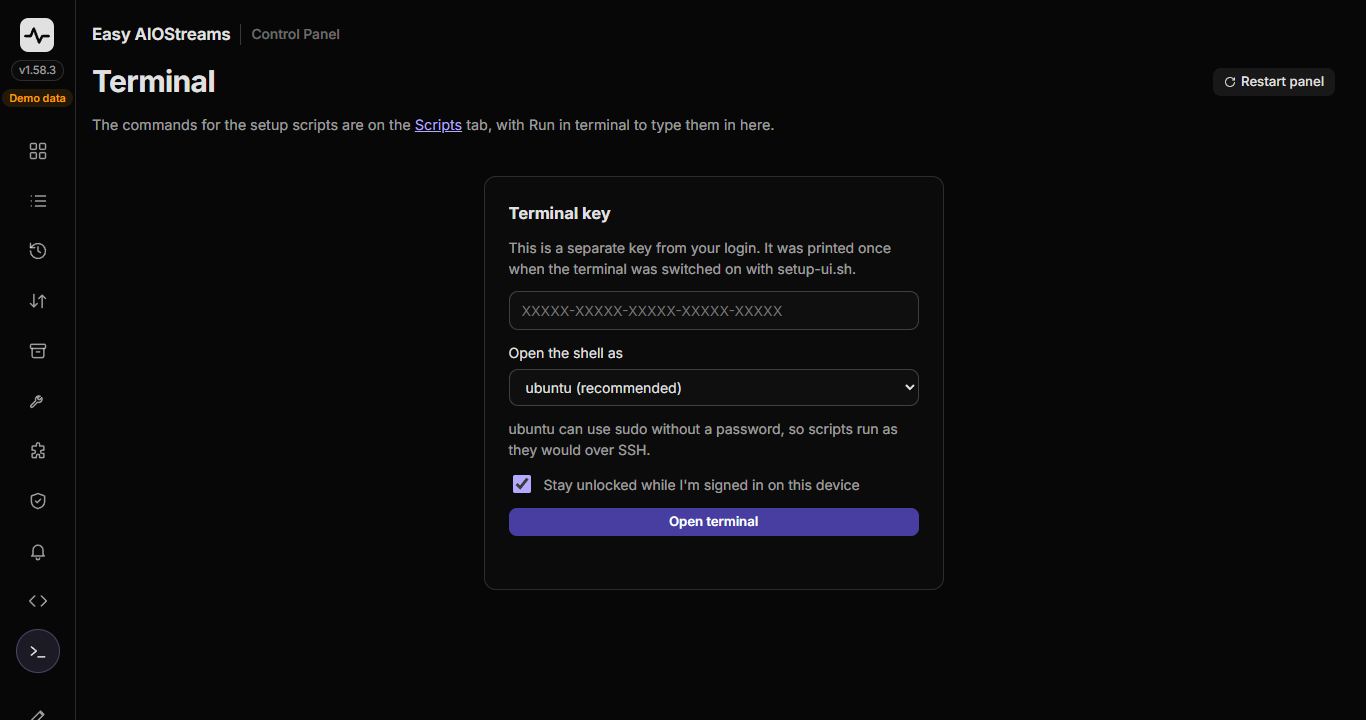 Easy AIOStreams
Control Panel
v1.58.3
Demo data
Terminal
Restart panel
The commands for the setup scripts are on the Scripts tab, with Run in terminal to type them in here.
Terminal key
This is a separate key from your login. It was printed once
when the terminal was switched on with setup-ui.sh.
XXXXX-XXXXX-XXXXX-XXXXX-XXXXX
Open the shell as
ubuntu (recommended)
ubuntu can use sudo without a password, so scripts run as
they would over SSH.
Stay unlocked while I'm signed in on this device
Open terminal